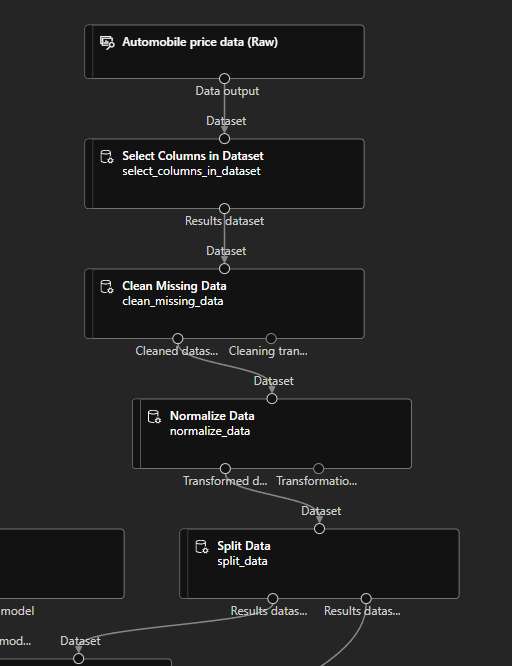 Automobile price data (Raw)
Data output
Dataset
Select Columns in Dataset
select_columns_in_dataset
Results dataset
Dataset
Clean Missing Data
clean_missing_data
Cleaned datas... Cleaning tran...
Dataset
Normalize Data
normalize_data
Transformed d... Transformatio...
Dataset
Split Data
split_data
model Results datas... Results datas...
mod... Dataset